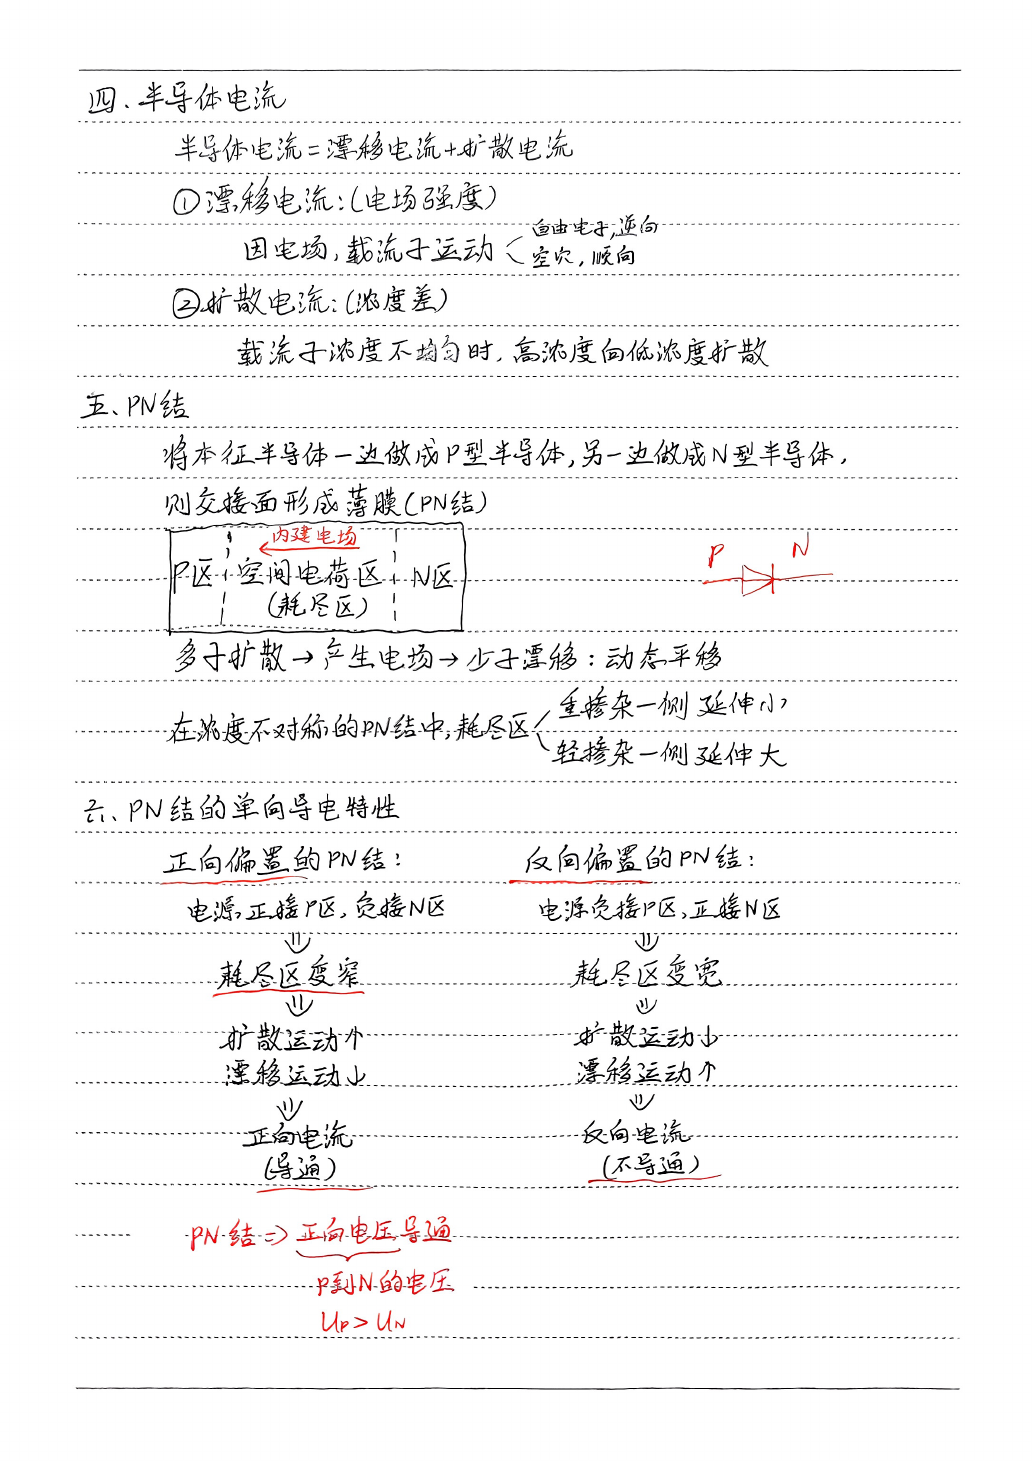 四、半导体电流
半导体电流=漂移电流+扩散电流
①漂移电流:(电场强度)
因电场,载流子运动<自由电子,逆向
空穴,顺向
②扩散电流:(浓度差)
载流子浓度不均匀时,高浓度向低浓度扩散
五、PN结
将本征半导体一边做成P型半导体,另一边做成N型半导体,
则交接面形成薄膜(PN结)
内建电场
P区 空间电荷区 N区
(耗尽区)
P N
多子扩散→产生电场→少子漂移:动态平移
在浓度不对称的PN结中,耗尽区<重掺杂一侧 延伸小
轻掺杂一侧 延伸大
六、PN结的单向导电特性
正向偏置的PN结: 反向偏置的PN结:
电源正接P区,负接N区 电源负接P区,正接N区
⇓ ⇓
耗尽区变窄 耗尽区变宽
⇓ ⇓
扩散运动↑ 扩散运动↓
漂移运动↓ 漂移运动↑
⇓ ⇓
正向电流 反向电流
(导通) (不导通)
PN结⇒正向电压导通
P到N的电压
UP>UN